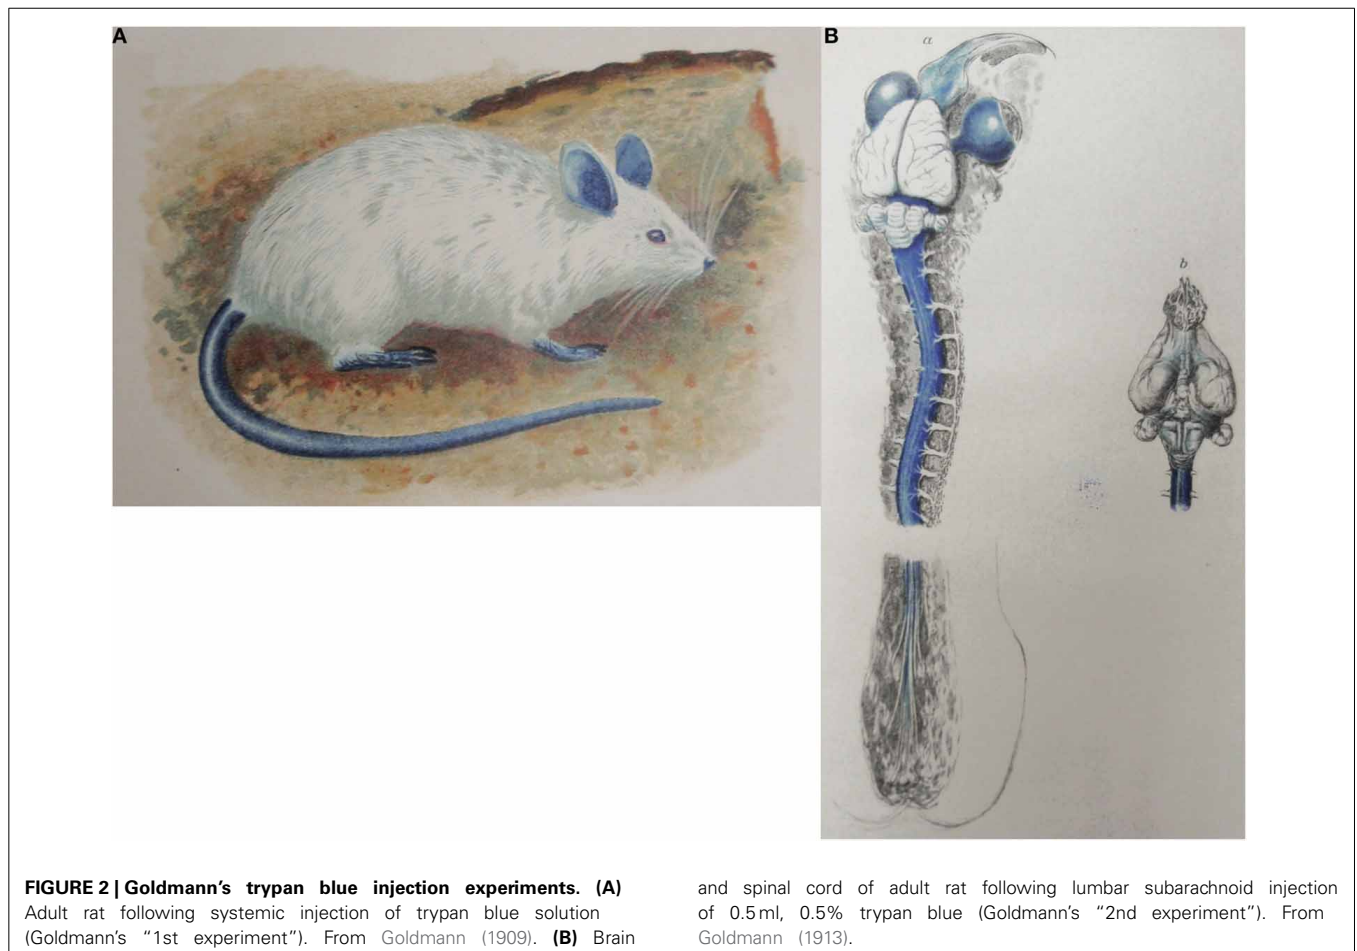 A
B
a
b
FIGURE 2 | Goldmann's trypan blue injection experiments. (A)
Adult rat following systemic injection of trypan blue solution
(Goldmann's "1st experiment"). From Goldmann (1909). (B) Brain
and spinal cord of adult rat following lumbar subarachnoid injection
of 0.5 ml, 0.5% trypan blue (Goldmann's "2nd experiment"). From
Goldmann (1913).